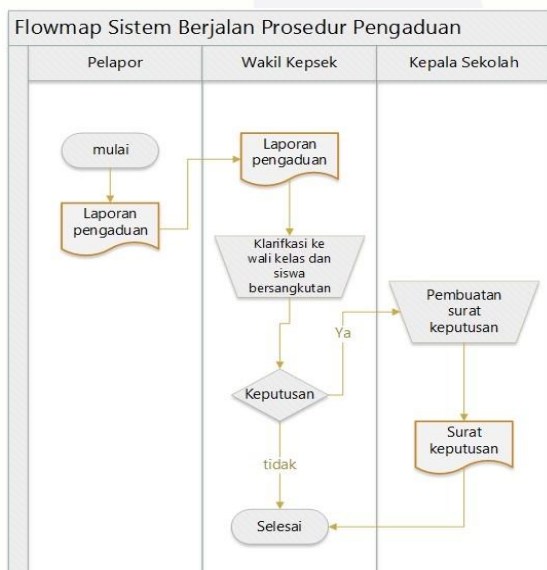 Flowmap Sistem Berjalan Prosedur Pengaduan
Pelapor
Wakil Kepsek
Kepala Sekolah
mulai
Laporan
pengaduan
Laporan
pengaduan
Klarifkasi ke
wali kelas dan
siswa
bersangkutan
Keputusan
Ya
tidak
Pembuatan
surat
keputusan
Surat
keputusan
Selesai